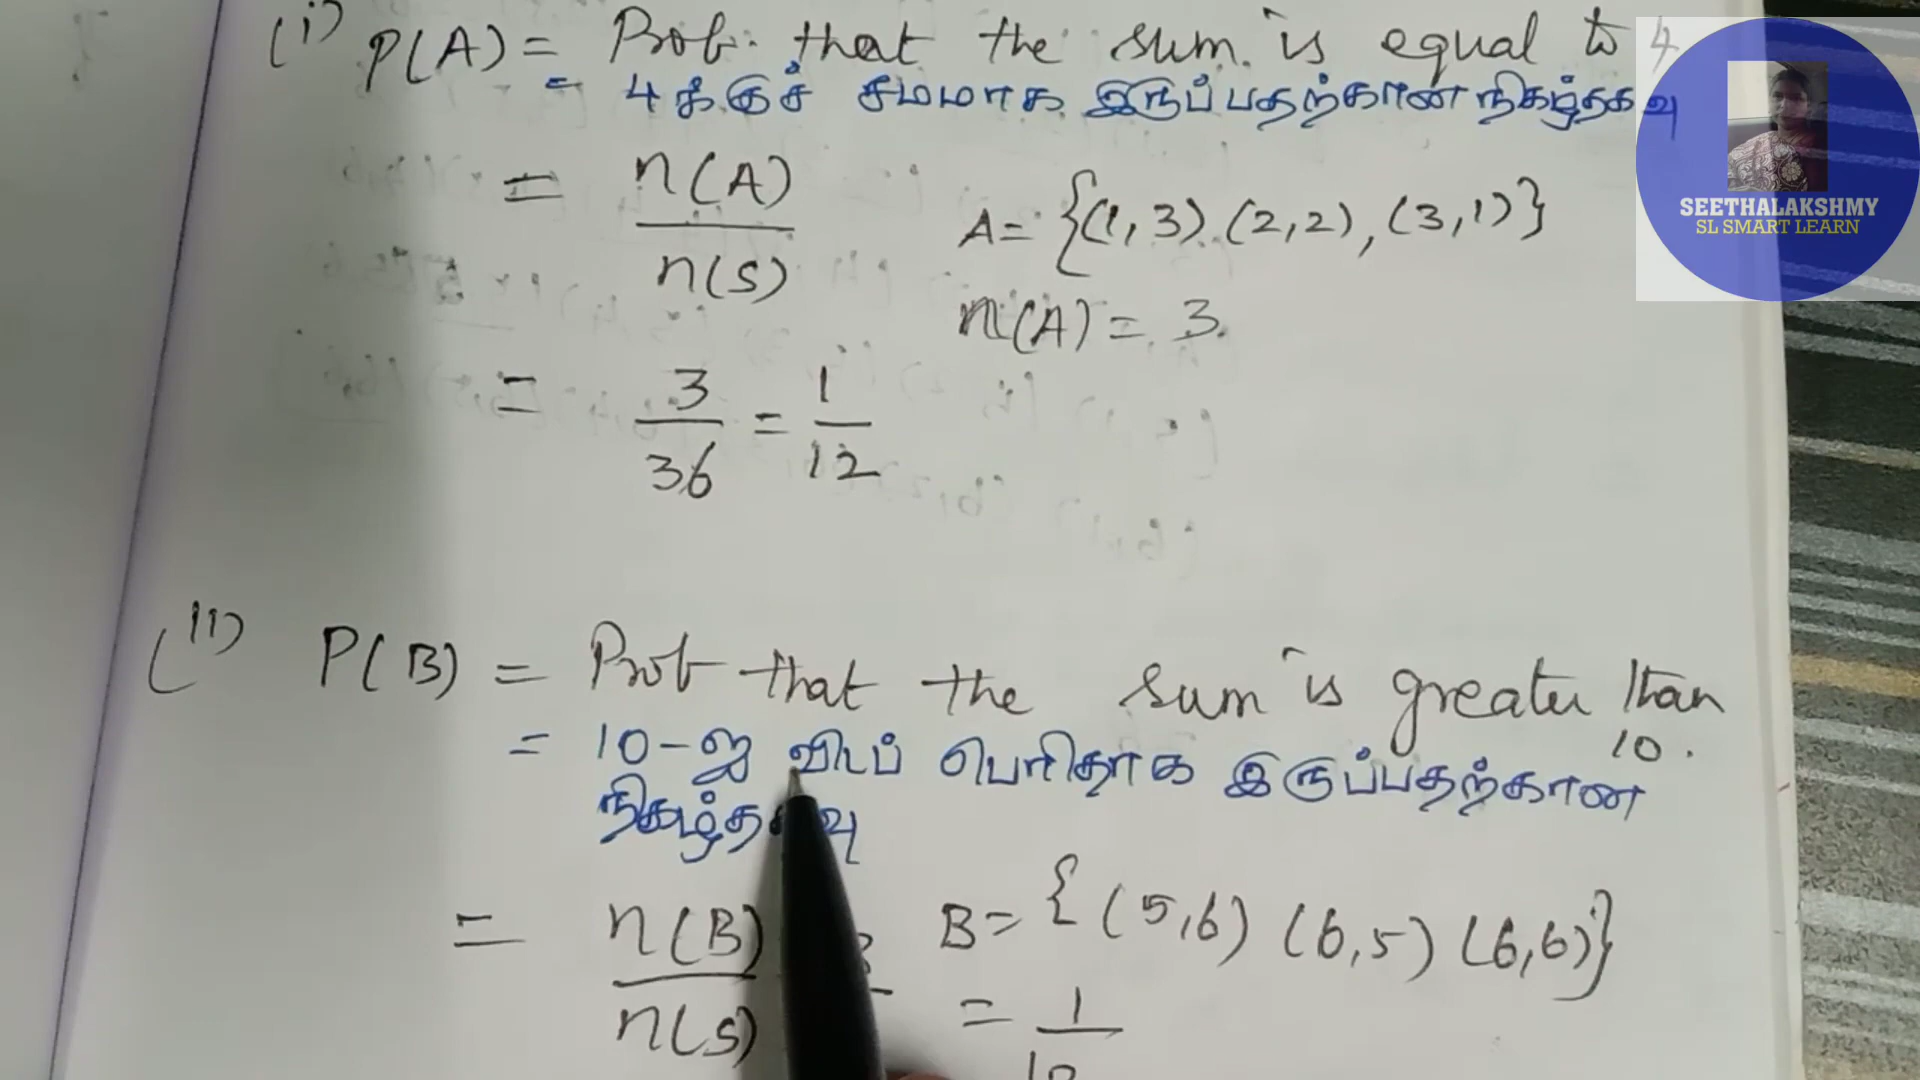 (i) P(A) = Prob. that the sum is equal to 4
= 4 க்குச் சமமாக இருப்பதற்கான நிகழ்தகவு
SEETHALAKSHMY
SL SMART LEARN
= n(A)/n(S) A = {(1,3) (2,2), (3,1)}
n(A) = 3.
= 3/36 = 1/12
(ii) P(B) = Prob that the sum is greater than 10.
= 10-ஐ விடப் பெரிதாக இருப்பதற்கான
நிகழ்தகவு
= n(B)/n(S) B = {(5,6) (6,5) (6,6)}
= 1/